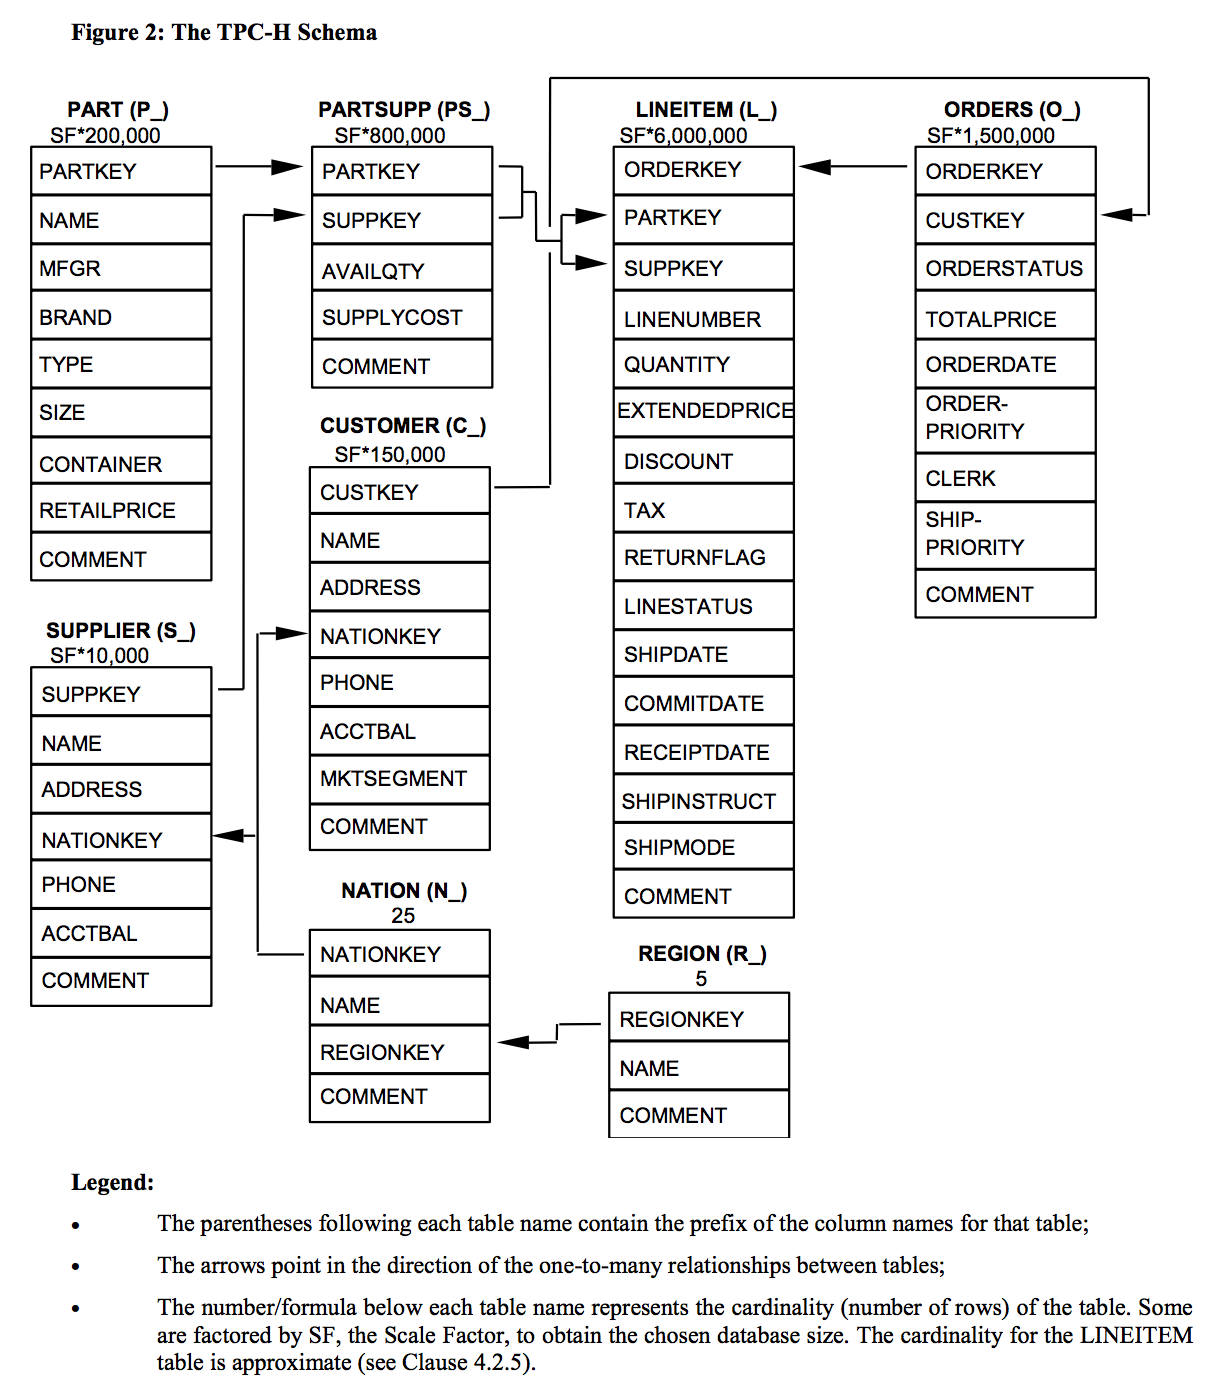 Figure 2: The TPC-H Schema
PART (P_)
SF*200,000
PARTKEY
NAME
MFGR
BRAND
TYPE
SIZE
CONTAINER
RETAILPRICE
COMMENT
SUPPLIER (S_)
SF*10,000
SUPPKEY
NAME
ADDRESS
NATIONKEY
PHONE
ACCTBAL
COMMENT
PARTSUPP (PS_)
SF*800,000
PARTKEY
SUPPKEY
AVAILQTY
SUPPLYCOST
COMMENT
CUSTOMER (C_)
SF*150,000
CUSTKEY
NAME
ADDRESS
NATIONKEY
PHONE
ACCTBAL
MKTSEGMENT
COMMENT
NATION (N_)
25
NATIONKEY
NAME
REGIONKEY
COMMENT
LINEITEM (L_)
SF*6,000,000
ORDERKEY
PARTKEY
SUPPKEY
LINENUMBER
QUANTITY
EXTENDEDPRICE
DISCOUNT
TAX
RETURNFLAG
LINESTATUS
SHIPDATE
COMMITDATE
RECEIPTDATE
SHIPINSTRUCT
SHIPMODE
COMMENT
REGION (R_)
5
REGIONKEY
NAME
COMMENT
ORDERS (O_)
SF*1,500,000
ORDERKEY
CUSTKEY
ORDERSTATUS
TOTALPRICE
ORDERDATE
ORDER-
PRIORITY
CLERK
SHIP-
PRIORITY
COMMENT
Legend:
• The parentheses following each table name contain the prefix of the column names for that table;
• The arrows point in the direction of the one-to-many relationships between tables;
• The number/formula below each table name represents the cardinality (number of rows) of the table. Some
are factored by SF, the Scale Factor, to obtain the chosen database size. The cardinality for the LINEITEM
table is approximate (see Clause 4.2.5).